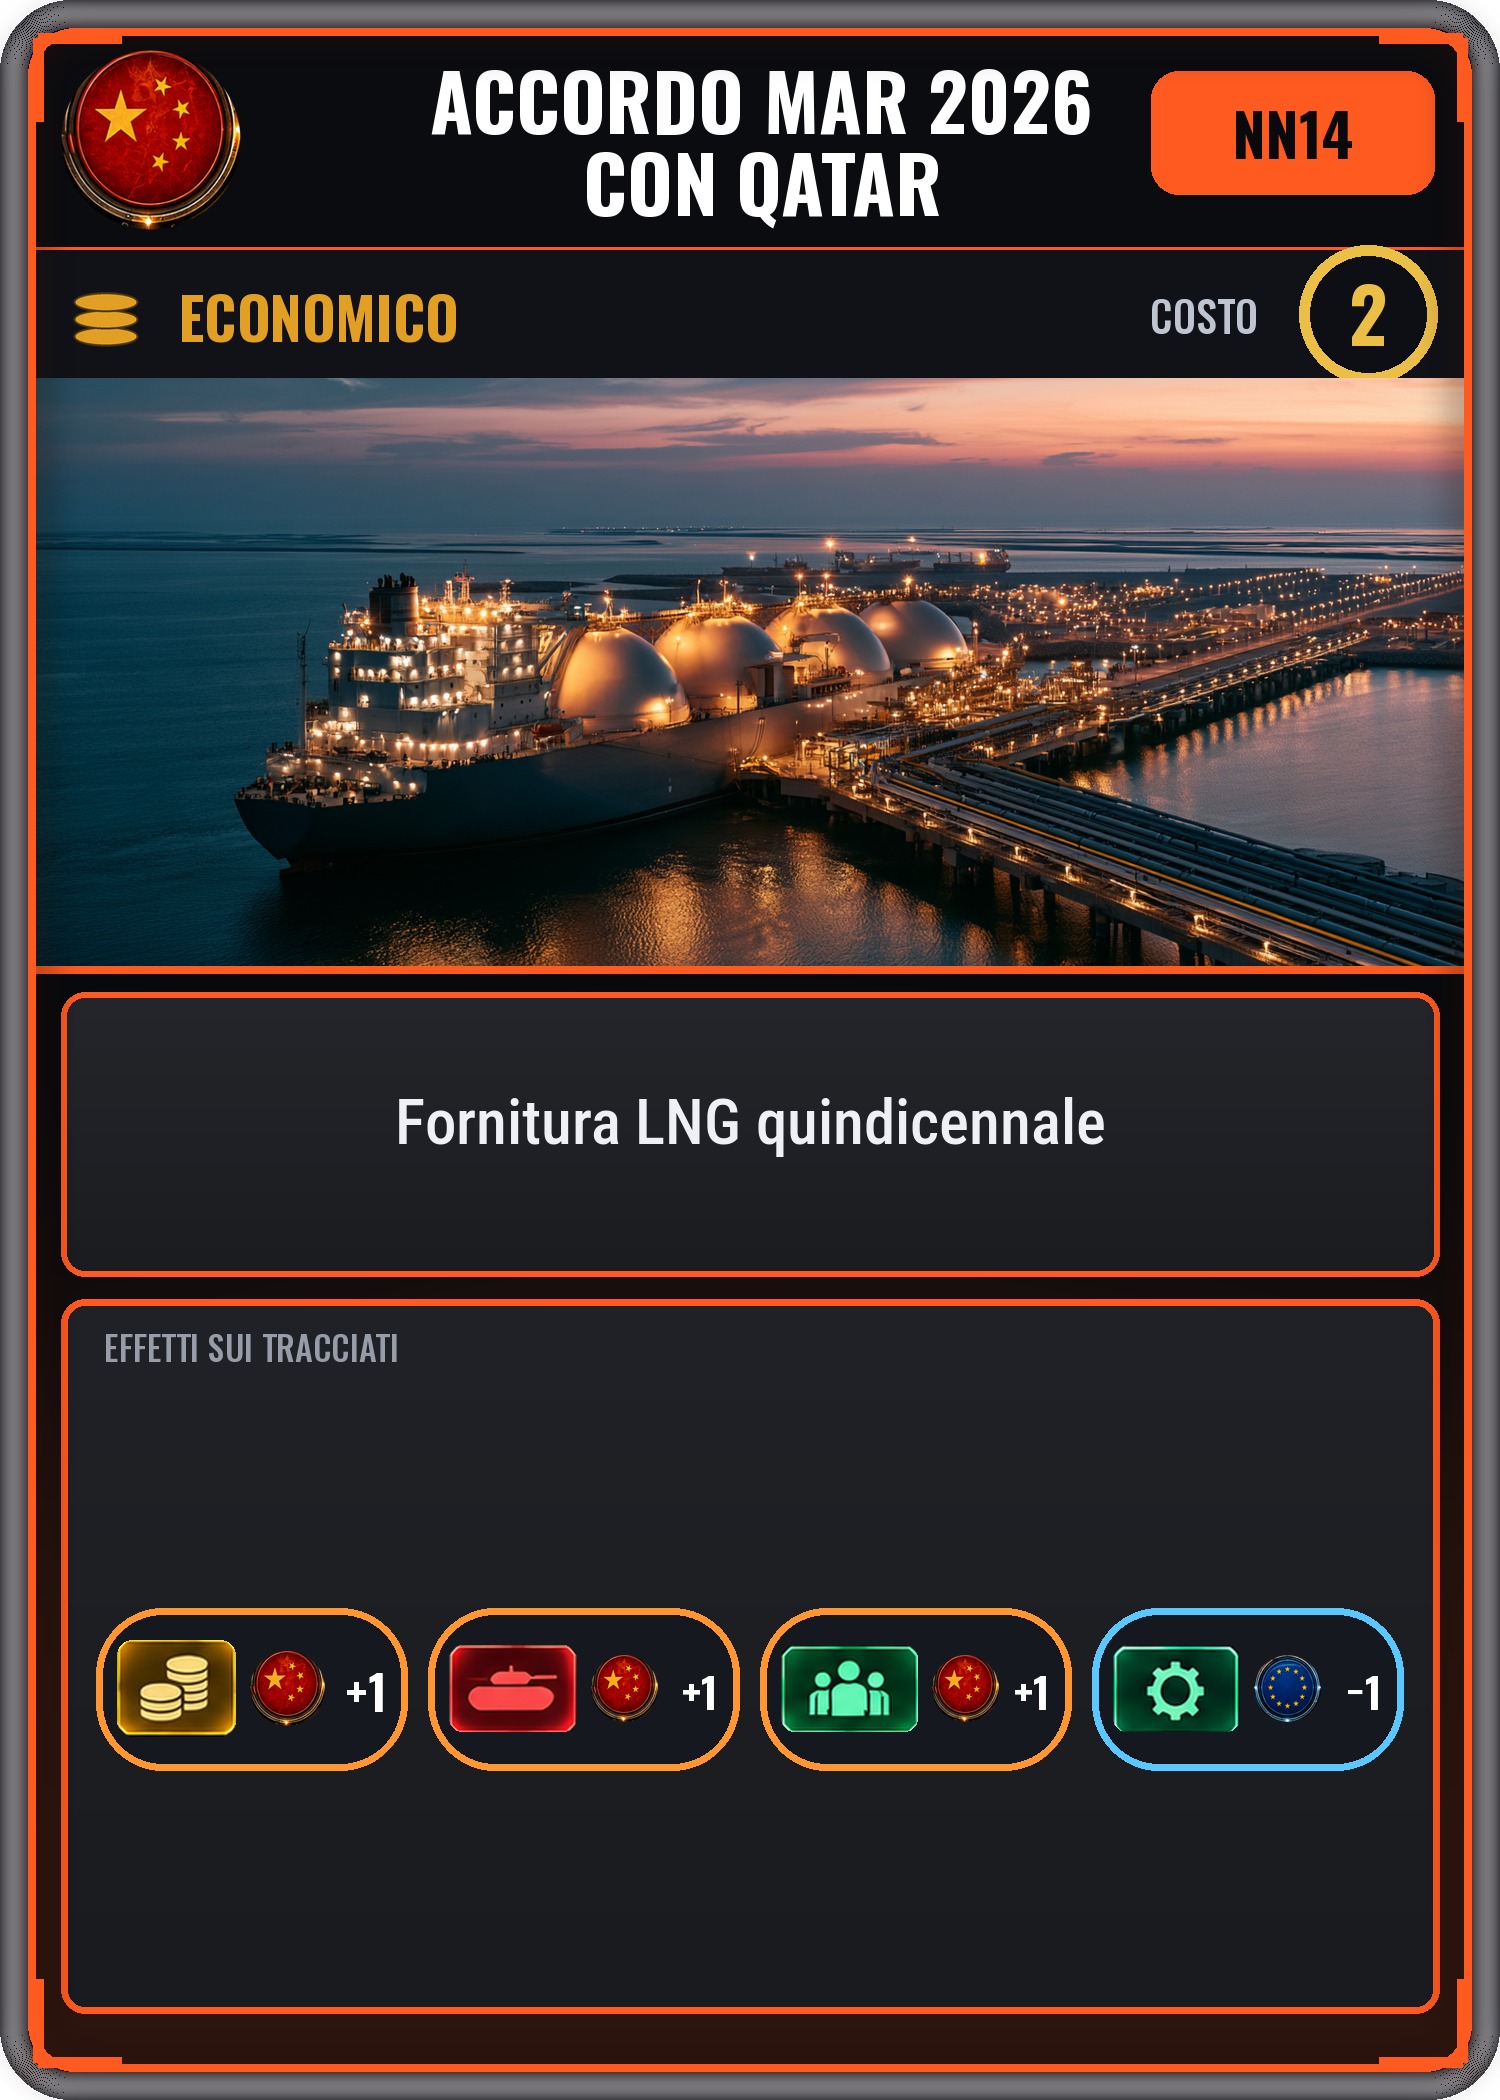 ACCORDO MAR 2026
CON QATAR
NN14
ECONOMICO
COSTO
2
Fornitura LNG quindicennale
EFFETTI SUI TRACCIATI
+1
+1
+1
-1